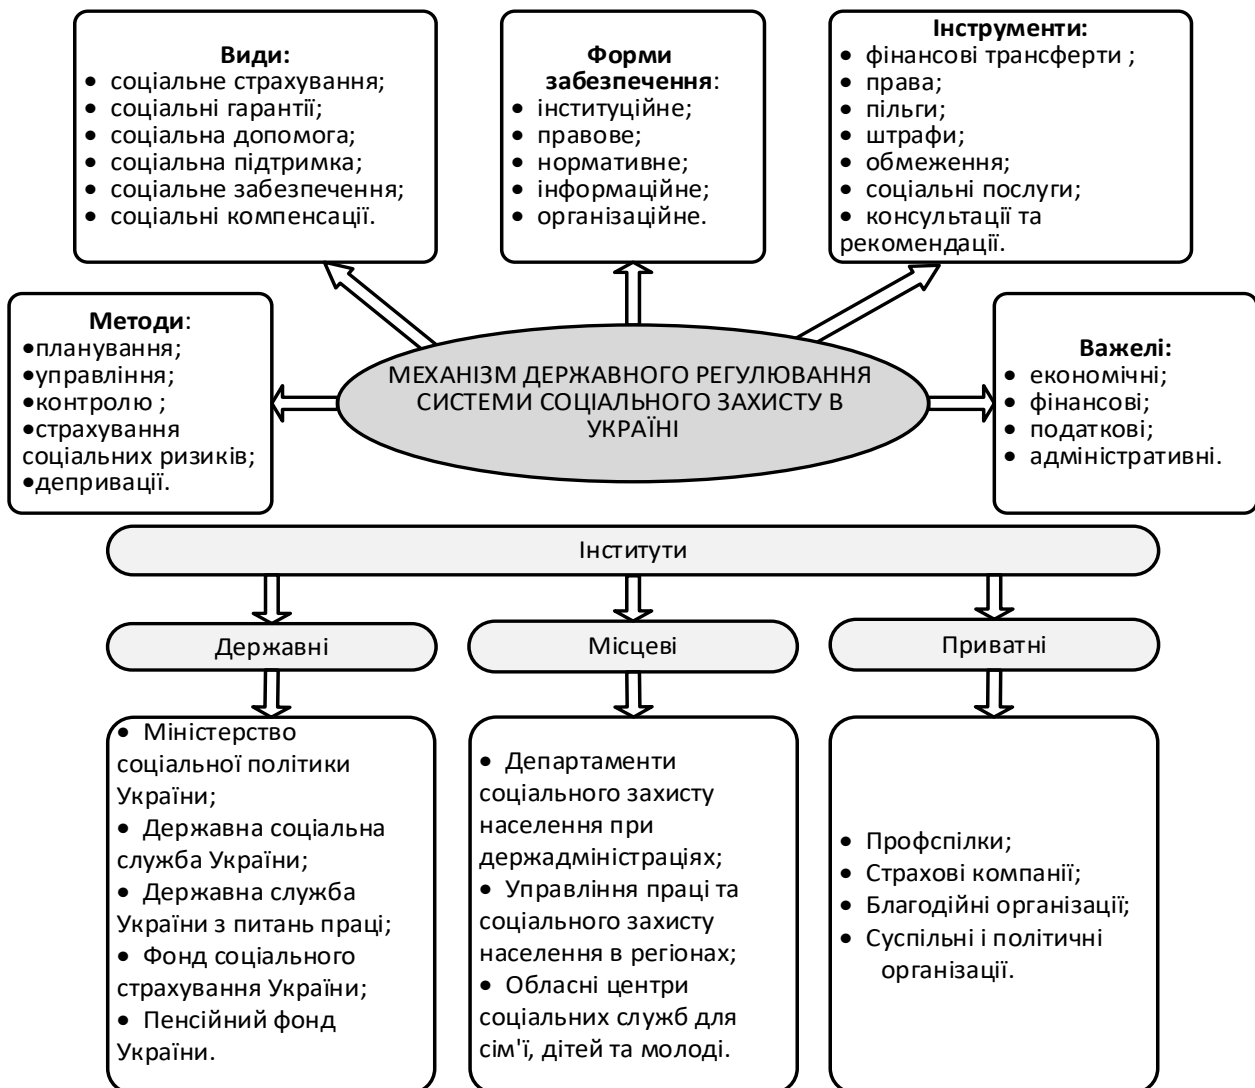 Види:
• соціальне страхування;
• соціальні гарантії;
• соціальна допомога;
• соціальна підтримка;
• соціальне забезпечення;
• соціальні компенсації.
Форми
забезпечення:
• інституційне;
• правове;
• нормативне;
• інформаційне;
• організаційне.
Інструменти:
• фінансові трансферти ;
• права;
• пільги;
• штрафи;
• обмеження;
• соціальні послуги;
• консультації та
рекомендації.
Методи:
•планування;
•управління;
•контролю ;
•страхування
соціальних ризиків;
•депривації.
МЕХАНІЗМ ДЕРЖАВНОГО РЕГУЛЮВАННЯ
СИСТЕМИ СОЦІАЛЬНОГО ЗАХИСТУ В
УКРАЇНІ
Важелі:
• економічні;
• фінансові;
• податкові;
• адміністративні.
Інститути
Державні
Місцеві
Приватні
• Міністерство
соціальної політики
України;
• Державна соціальна
служба України;
• Державна служба
України з питань праці;
• Фонд соціального
страхування України;
• Пенсійний фонд
України.
• Департаменти
соціального захисту
населення при
держадміністраціях;
• Управління праці та
соціального захисту
населення в регіонах;
• Обласні центри
соціальних служб для
сім'ї, дітей та молоді.
• Профспілки;
• Страхові компанії;
• Благодійні організації;
• Суспільні і політичні
організації.